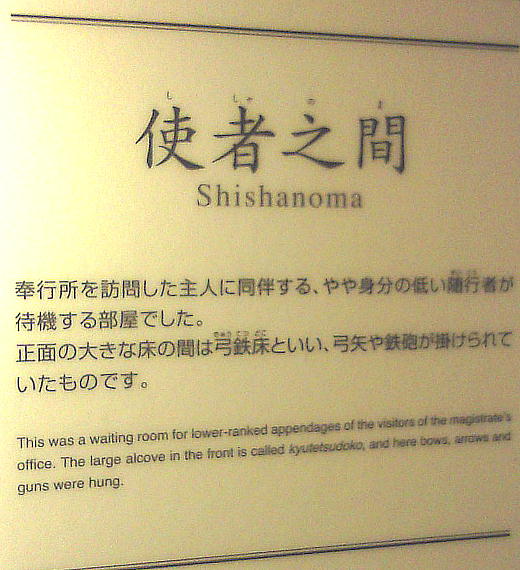 使者之間
Shishanoma
奉行所を訪問した主人に同伴する、やや身分の低い随行者が
待機する部屋でした。
正面の大きな床の間は弓鉄床といい、弓矢や鉄砲が掛けられて
いたものです。
This was a waiting room for lower-ranked appendages of the visitors of the magistrate's
office. The large alcove in the front is called kyutetsudoko, and here bows, arrows and
guns were hung.